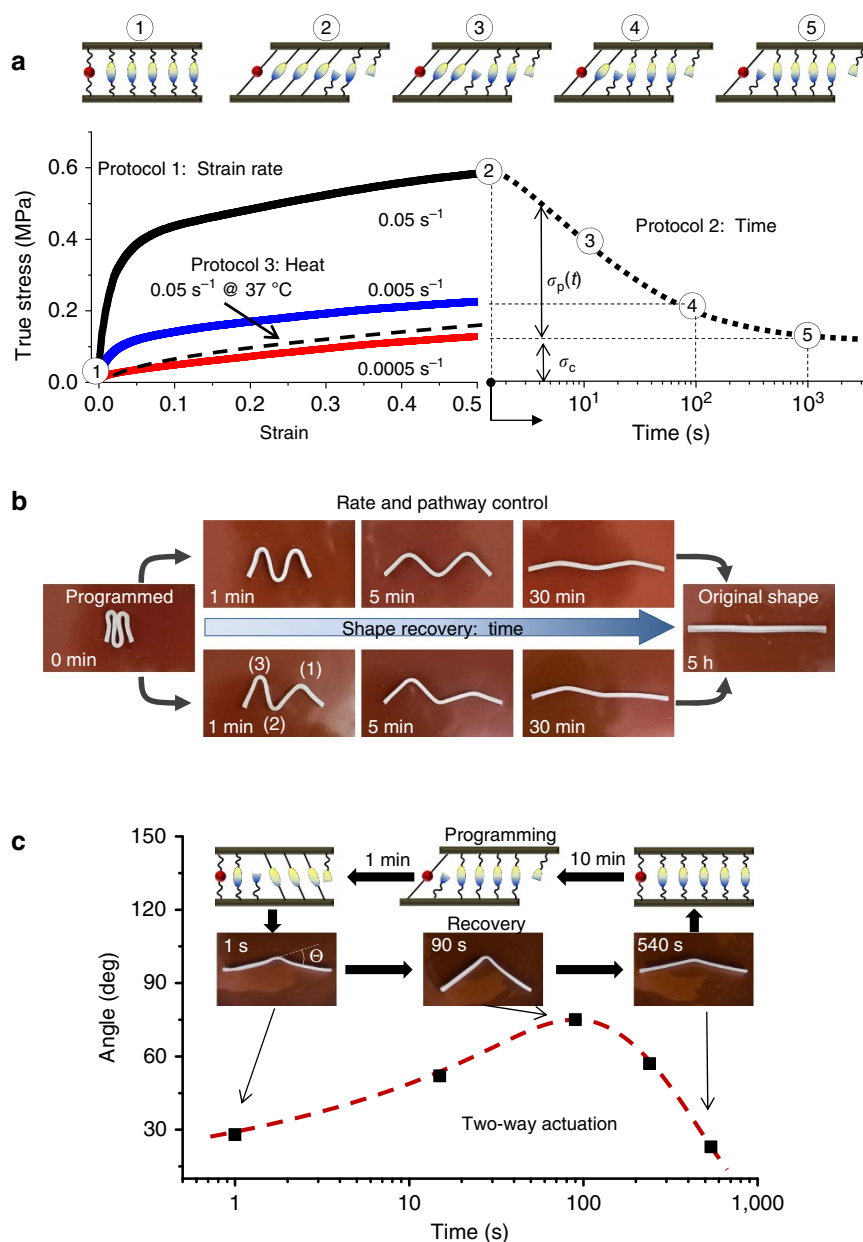 1 2 3 4 5
a
Protocol 1: Strain rate
2
0.05 s⁻¹
Protocol 2: Time
3
Protocol 3: Heat
0.05 s⁻¹ @ 37 °C
0.005 s⁻¹
σp(t)
4
5
1
0.0005 s⁻¹
σc
True stress (MPa)
0.6
0.4
0.2
0.0
0.0 0.1 0.2 0.3 0.4 0.5
10¹ 10² 10³
Strain
Time (s)
b
Rate and pathway control
1 min
5 min
30 min
Programmed
0 min
Shape recovery: time
Original shape
5 h
(3) (1)
(2)
1 min
5 min
30 min
c
Programming
1 min
10 min
Recovery
1 s
Θ
90 s
540 s
Two-way actuation
Angle (deg)
150
120
90
60
30
1 10 100 1,000
Time (s)